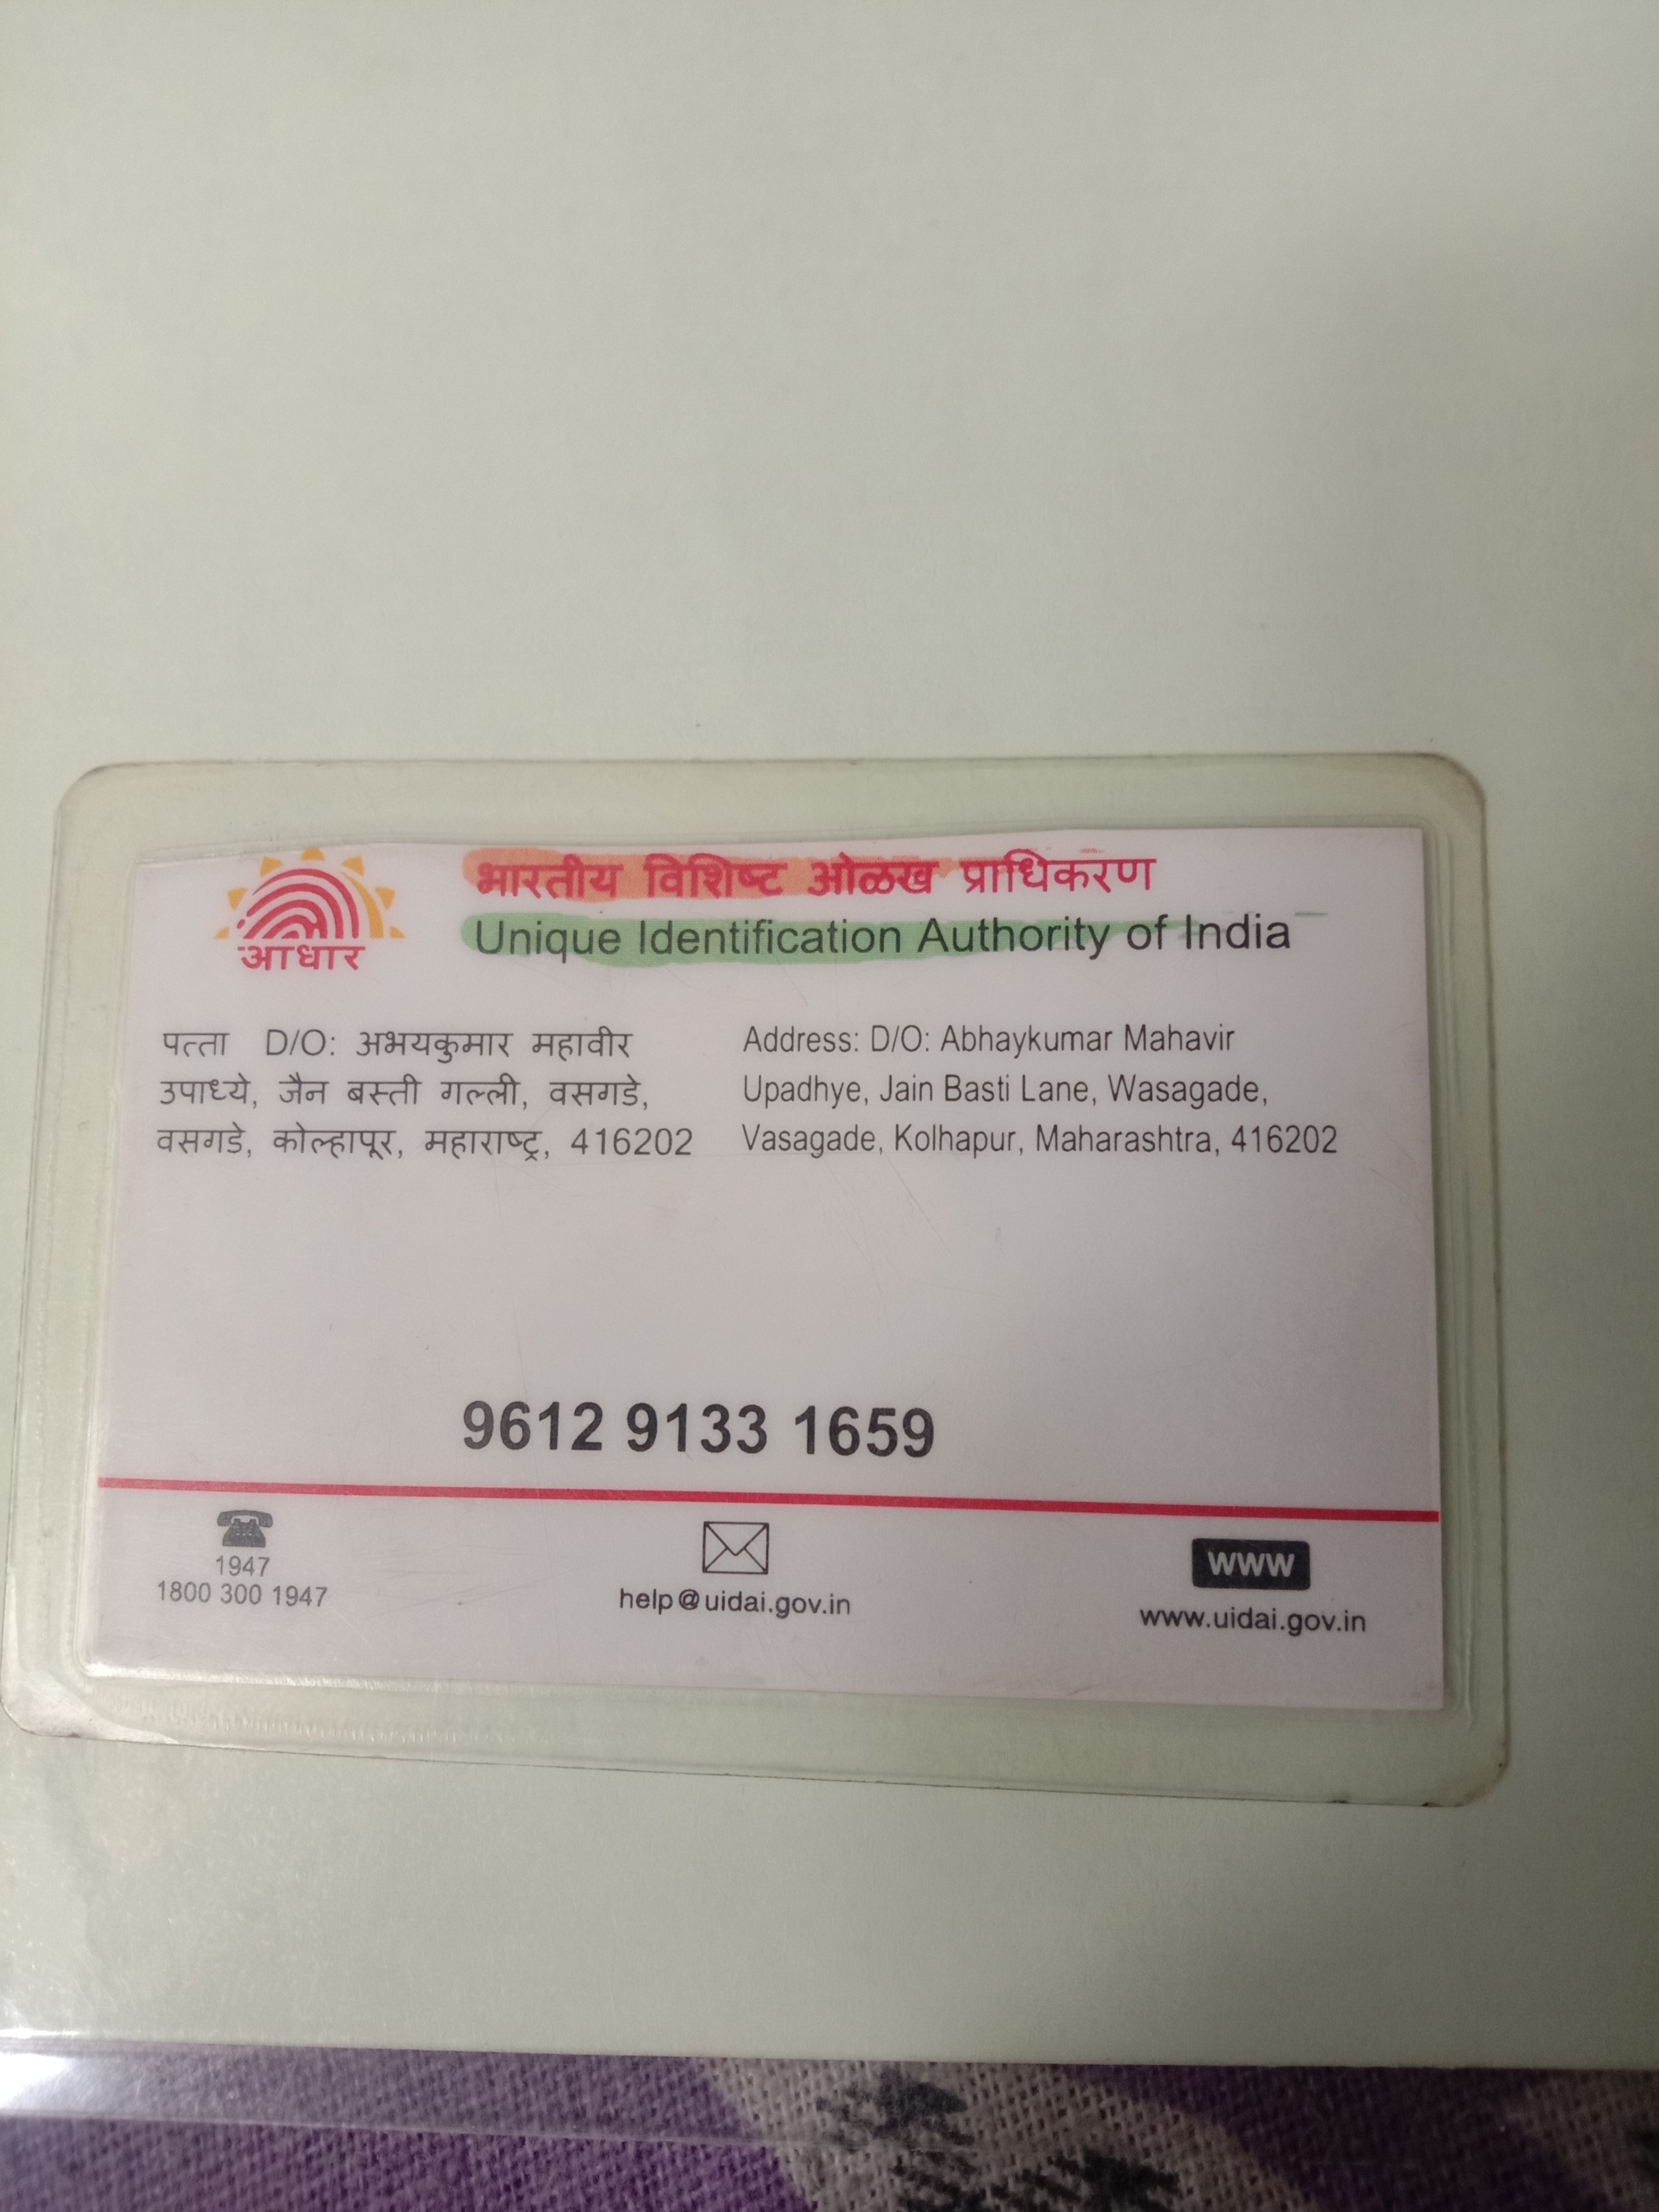 आधार
भारतीय विशिष्ट ओळख प्राधिकरण
Unique Identification Authority of India
पत्ता D/O: अभयकुमार महावीर
उपाध्ये, जैन बस्ती गल्ली, वसगडे,
वसगडे, कोल्हापूर, महाराष्ट्र, 416202
Address: D/O: Abhaykumar Mahavir
Upadhye, Jain Basti Lane, Wasagade,
Vasagade, Kolhapur, Maharashtra, 416202
9612 9133 1659
1947
1800 300 1947
help@uidai.gov.in
www
www.uidai.gov.in